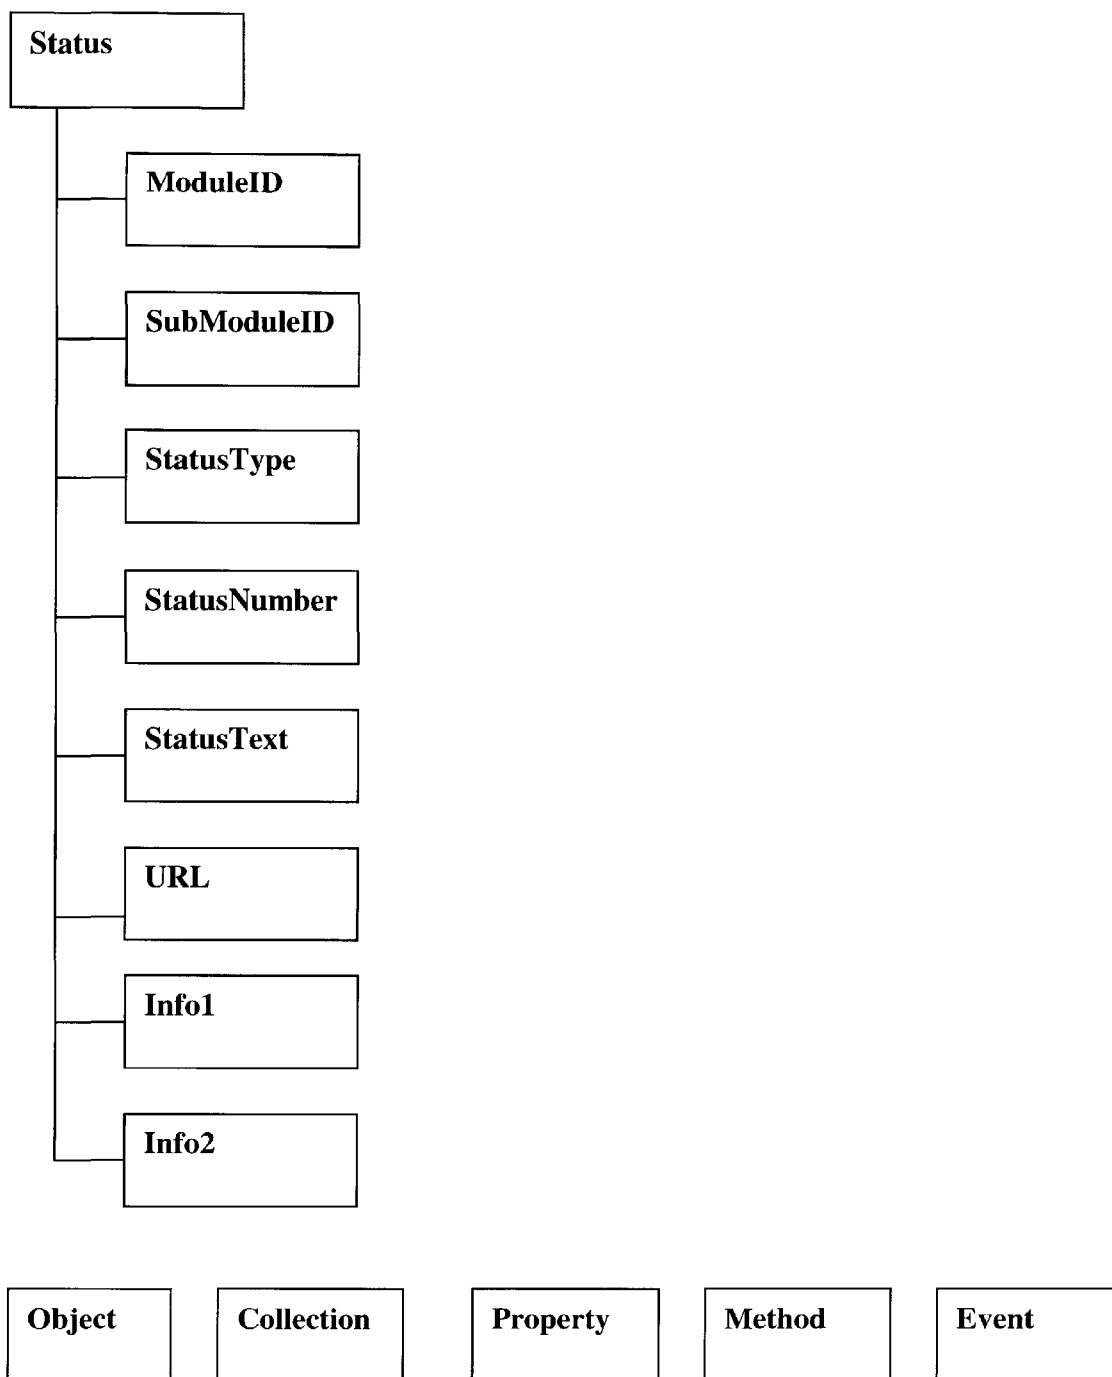 Status
ModuleID
SubModuleID
StatusType
StatusNumber
StatusText
URL
Info1
Info2
Object Collection Property Method Event